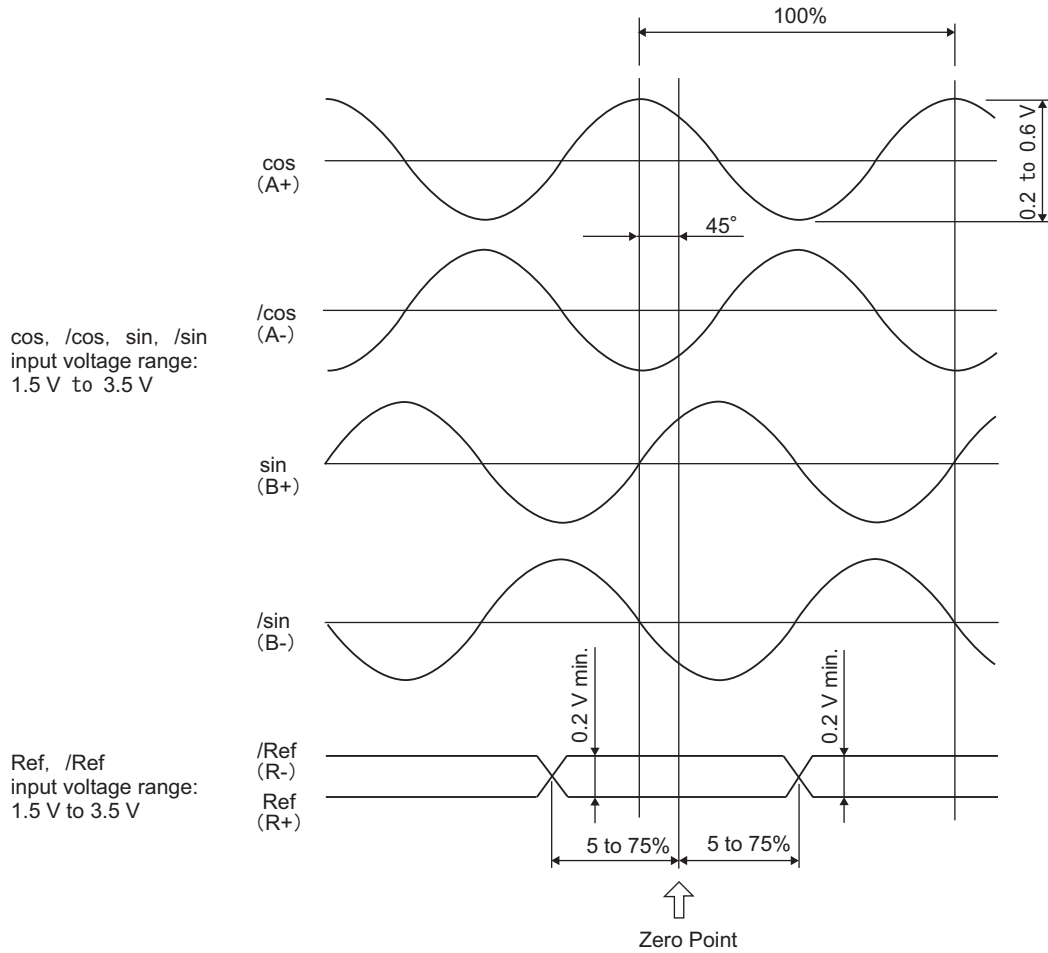 100%
0.2 to 0.6 V
cos
(A+)
45°
/cos
(A-)
cos, /cos, sin, /sin
input voltage range:
1.5 V to 3.5 V
sin
(B+)
/sin
(B-)
0.2 V min.
0.2 V min.
/Ref
(R-)
Ref
(R+)
Ref, /Ref
input voltage range:
1.5 V to 3.5 V
5 to 75%
5 to 75%
Zero Point